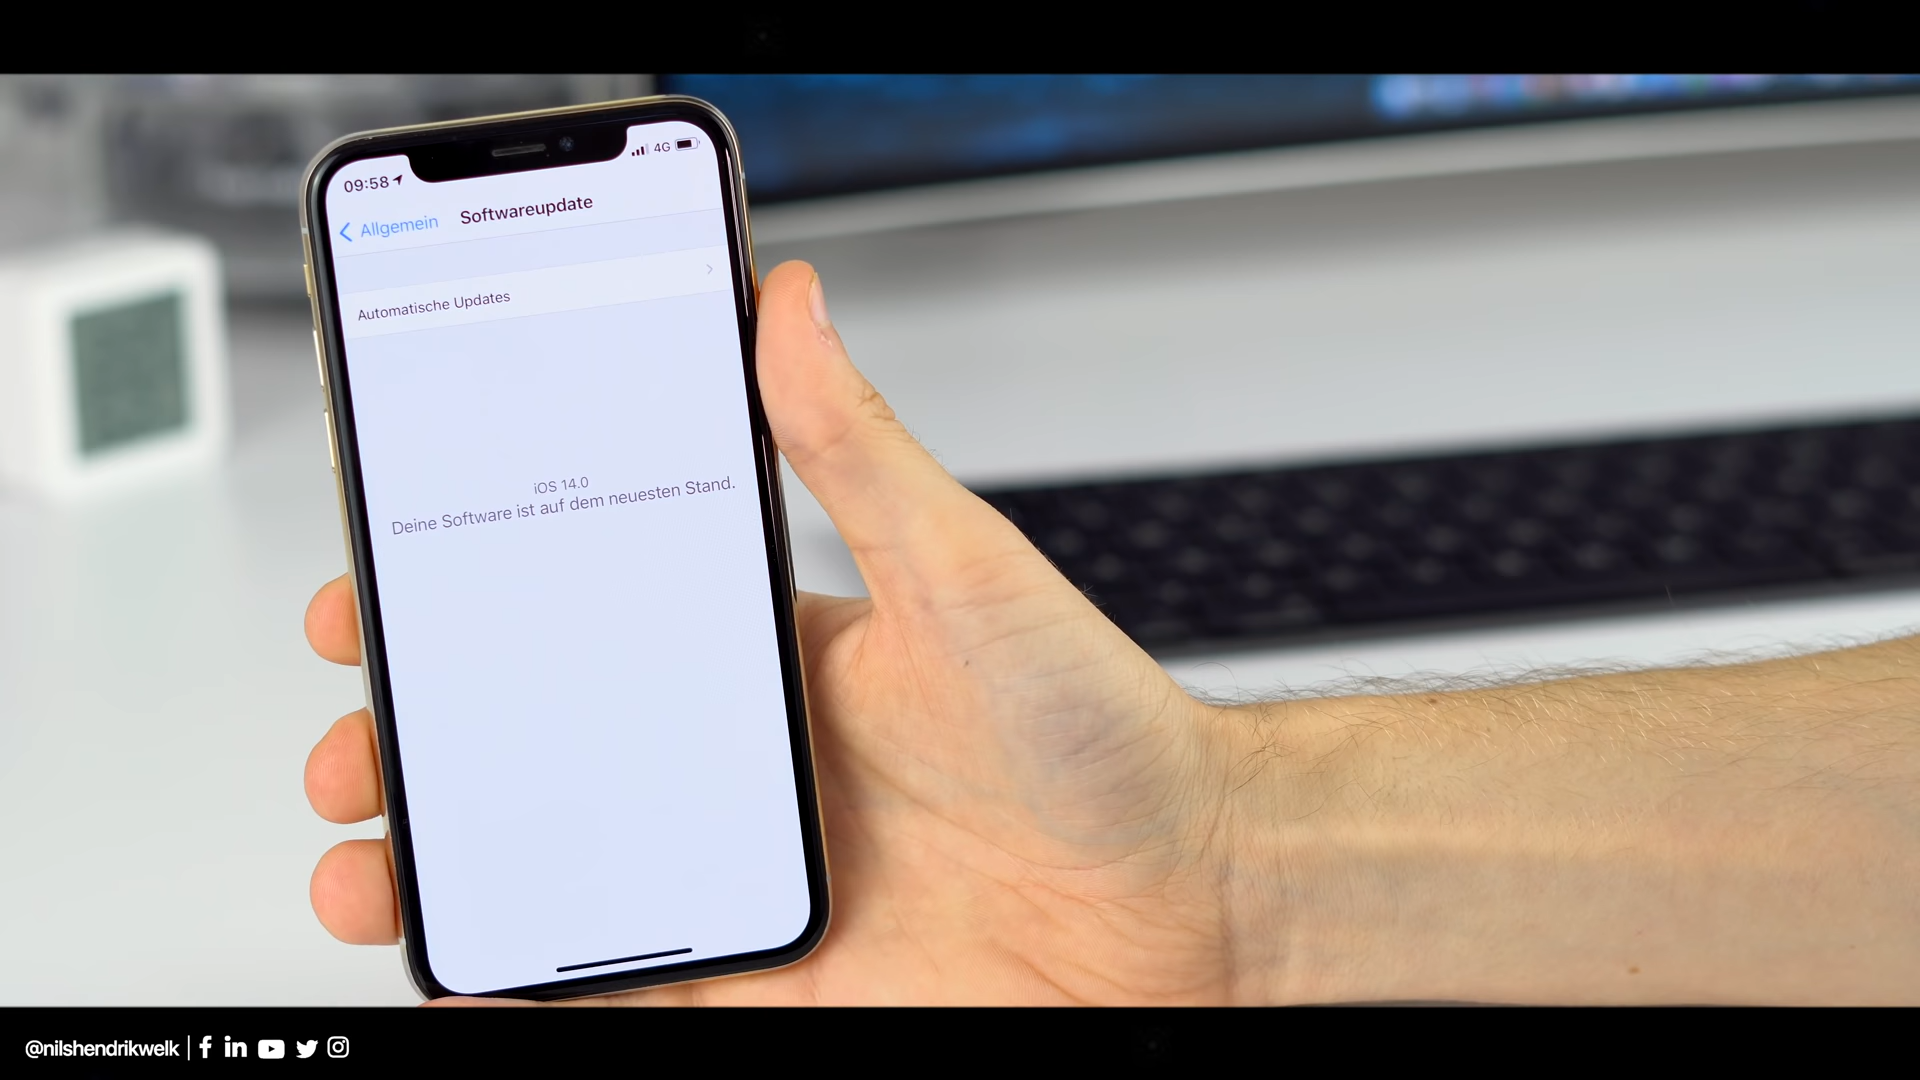 09:58
4G
Allgemein
Softwareupdate
Automatische Updates
iOS 14.0
Deine Software ist auf dem neuesten Stand.
@nilshendrikwelk